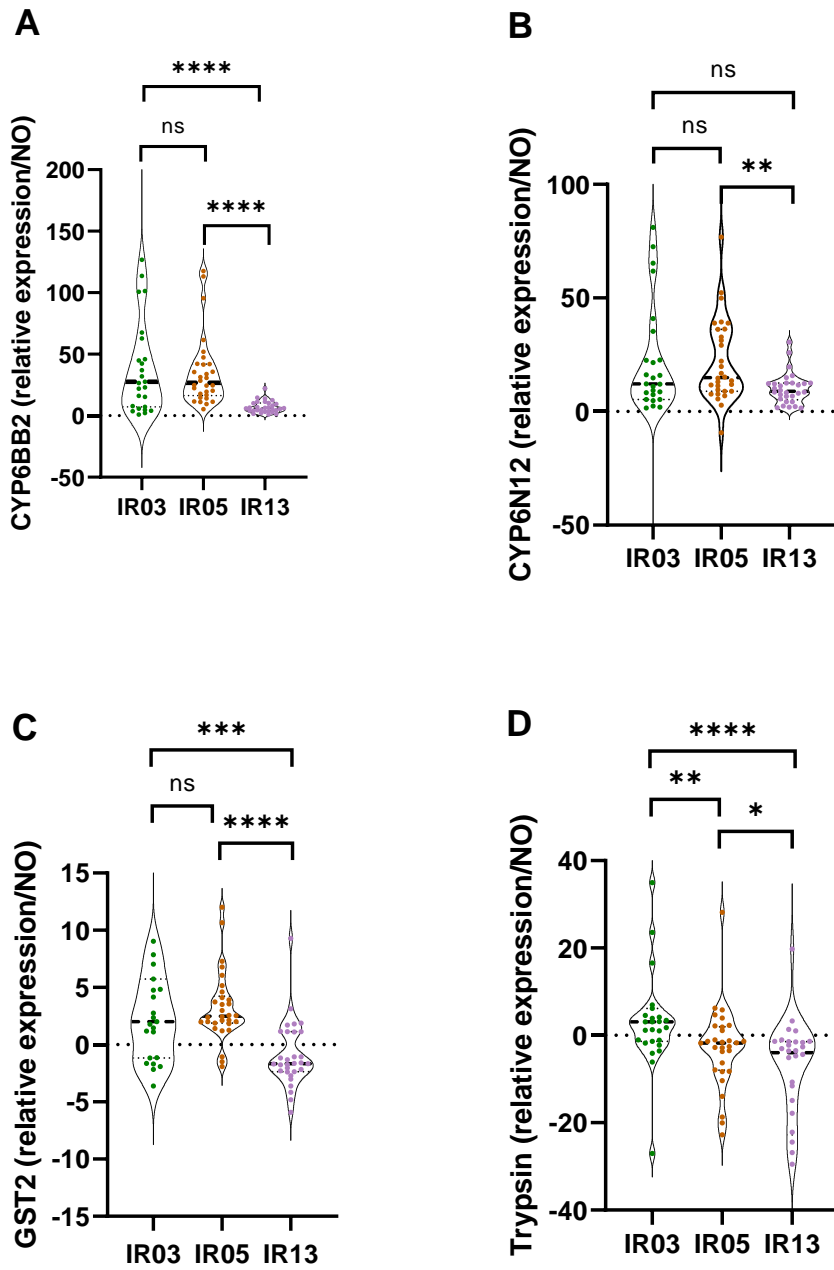 A
****
ns
****
CYP6BB2 (relative expression/NO)
200
150
100
50
0
-50
IR03 IR05 IR13
B
ns
ns
**
CYP6N12 (relative expression/NO)
100
50
0
-50
IR03 IR05 IR13
C
***
ns
****
GST2 (relative expression/NO)
15
10
5
0
-5
-10
-15
IR03 IR05 IR13
D
****
**
*
Trypsin (relative expression/NO)
40
20
0
-20
-40
IR03 IR05 IR13